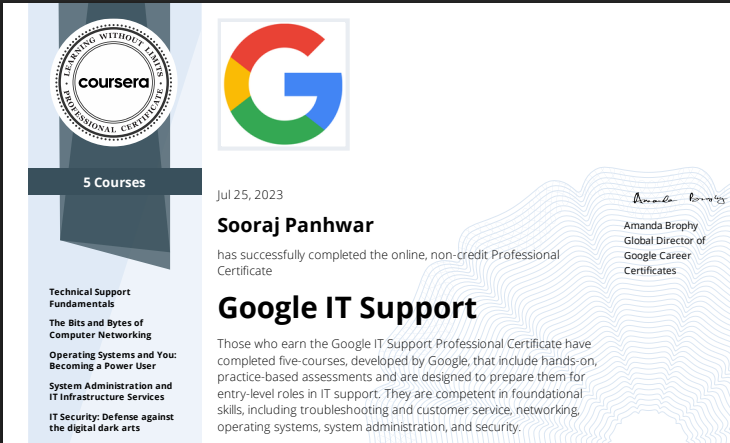 LEARNING WITHOUT LIMITS
coursera
PROFESSIONAL CERTIFICATE
5 Courses
Technical Support
Fundamentals
The Bits and Bytes of
Computer Networking
Operating Systems and You:
Becoming a Power User
System Administration and
IT Infrastructure Services
IT Security: Defense against
the digital dark arts
G
Jul 25, 2023
Sooraj Panhwar
has successfully completed the online, non-credit Professional
Certificate
Google IT Support
Those who earn the Google IT Support Professional Certificate have
completed five-courses, developed by Google, that include hands-on,
practice-based assessments and are designed to prepare them for
entry-level roles in IT support. They are competent in foundational
skills, including troubleshooting and customer service, networking,
operating systems, system administration, and security.
Amanda Brophy
Amanda Brophy
Global Director of
Google Career
Certificates